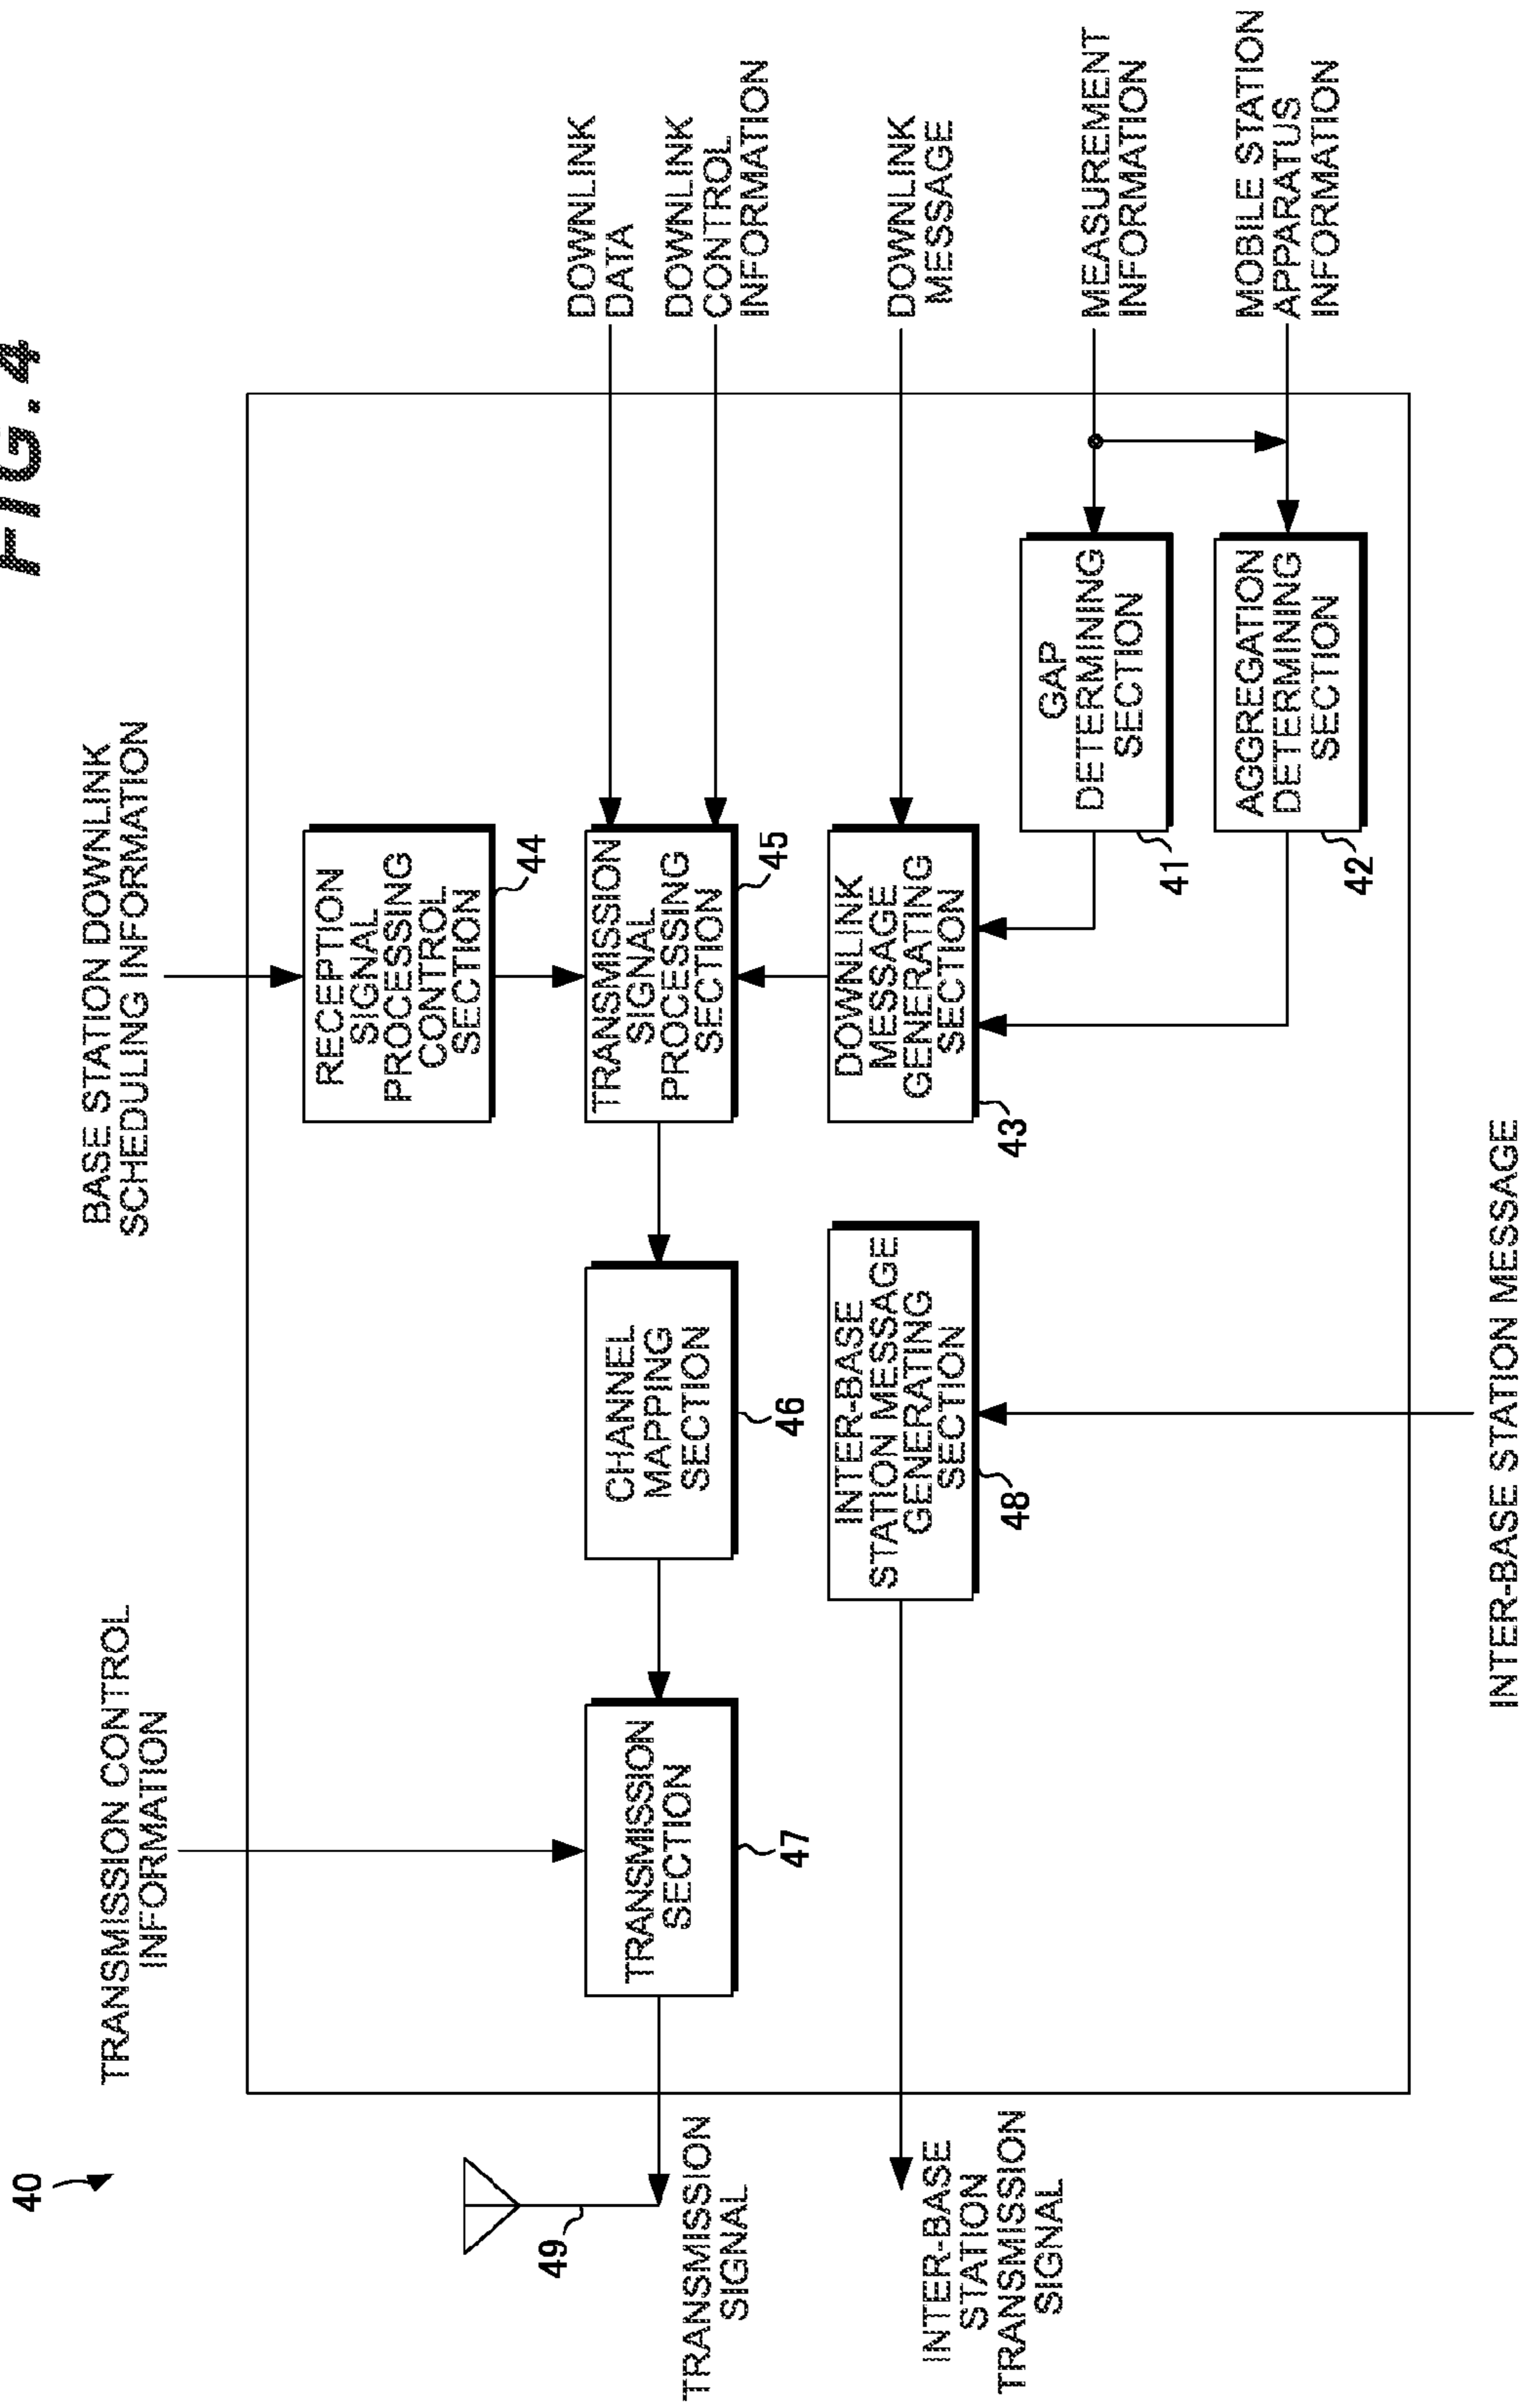 FIG. 4
40
TRANSMISSION CONTROL
INFORMATION
BASE STATION DOWNLINK
SCHEDULING INFORMATION
RECEPTION
SIGNAL
PROCESSING
CONTROL
SECTION
44
49
TRANSMISSION
SIGNAL
TRANSMISSION
SECTION
47
CHANNEL
MAPPING
SECTION
46
TRANSMISSION
SIGNAL
PROCESSING
SECTION
45
DOWNLINK
DATA
DOWNLINK
CONTROL
INFORMATION
INTER-BASE
STATION
TRANSMISSION
SIGNAL
INTER-BASE
STATION MESSAGE
GENERATING
SECTION
48
DOWNLINK
MESSAGE
GENERATING
SECTION
43
DOWNLINK
MESSAGE
GAP
DETERMINING
SECTION
41
MEASUREMENT
INFORMATION
AGGREGATION
DETERMINING
SECTION
42
MOBILE STATION
APPARATUS
INFORMATION
INTER-BASE STATION MESSAGE